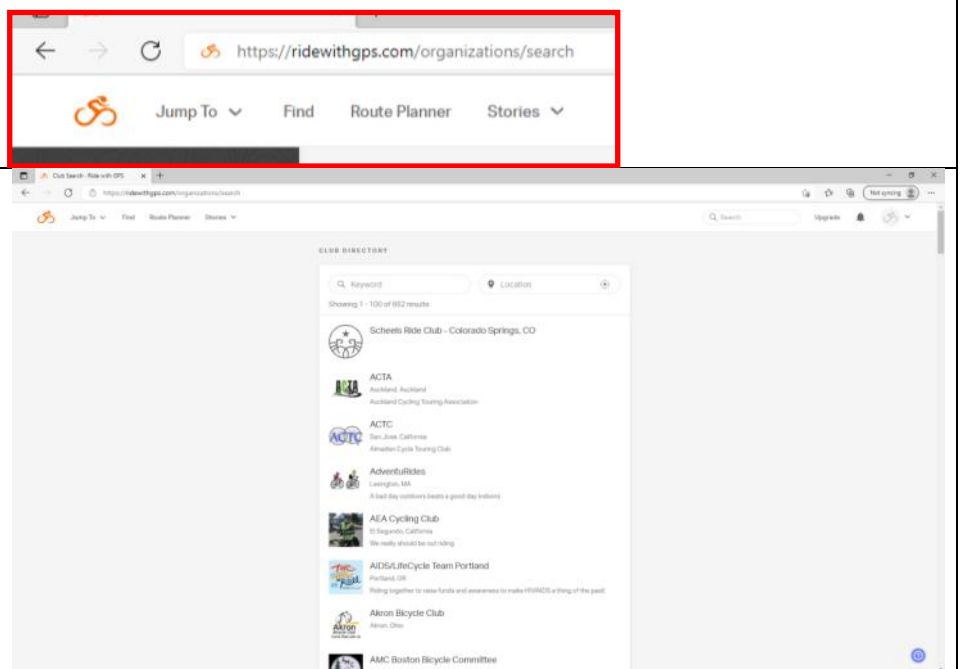 https://ridewithgps.com/organizations/search
Jump To Find Route Planner Stories
Club Search - Ride with GPS
https://ridewithgps.com/organizations/search
Not syncing
Jump To Find Route Planner Stories
Search
Upgrade
CLUB DIRECTORY
Keyword
Location
Showing 1 - 100 of 682 results
Scheels Ride Club - Colorado Springs, CO
ACTA
ACTA
Auckland, Auckland
Auckland Cycling Touring Association
ACTC
ACTC
San Jose, California
Almaden Cycle Touring Club
AdventuRides
Lexington, MA
A bad day outdoors beats a good day indoors
AEA Cycling Club
El Segundo, California
We really should be out riding
AIDS/LifeCycle Team Portland
Portland, OR
Riding together to raise funds and awareness to make HIV/AIDS a thing of the past!
Akron Bicycle Club
Akron
Akron, Ohio
AMC Boston Bicycle Committee